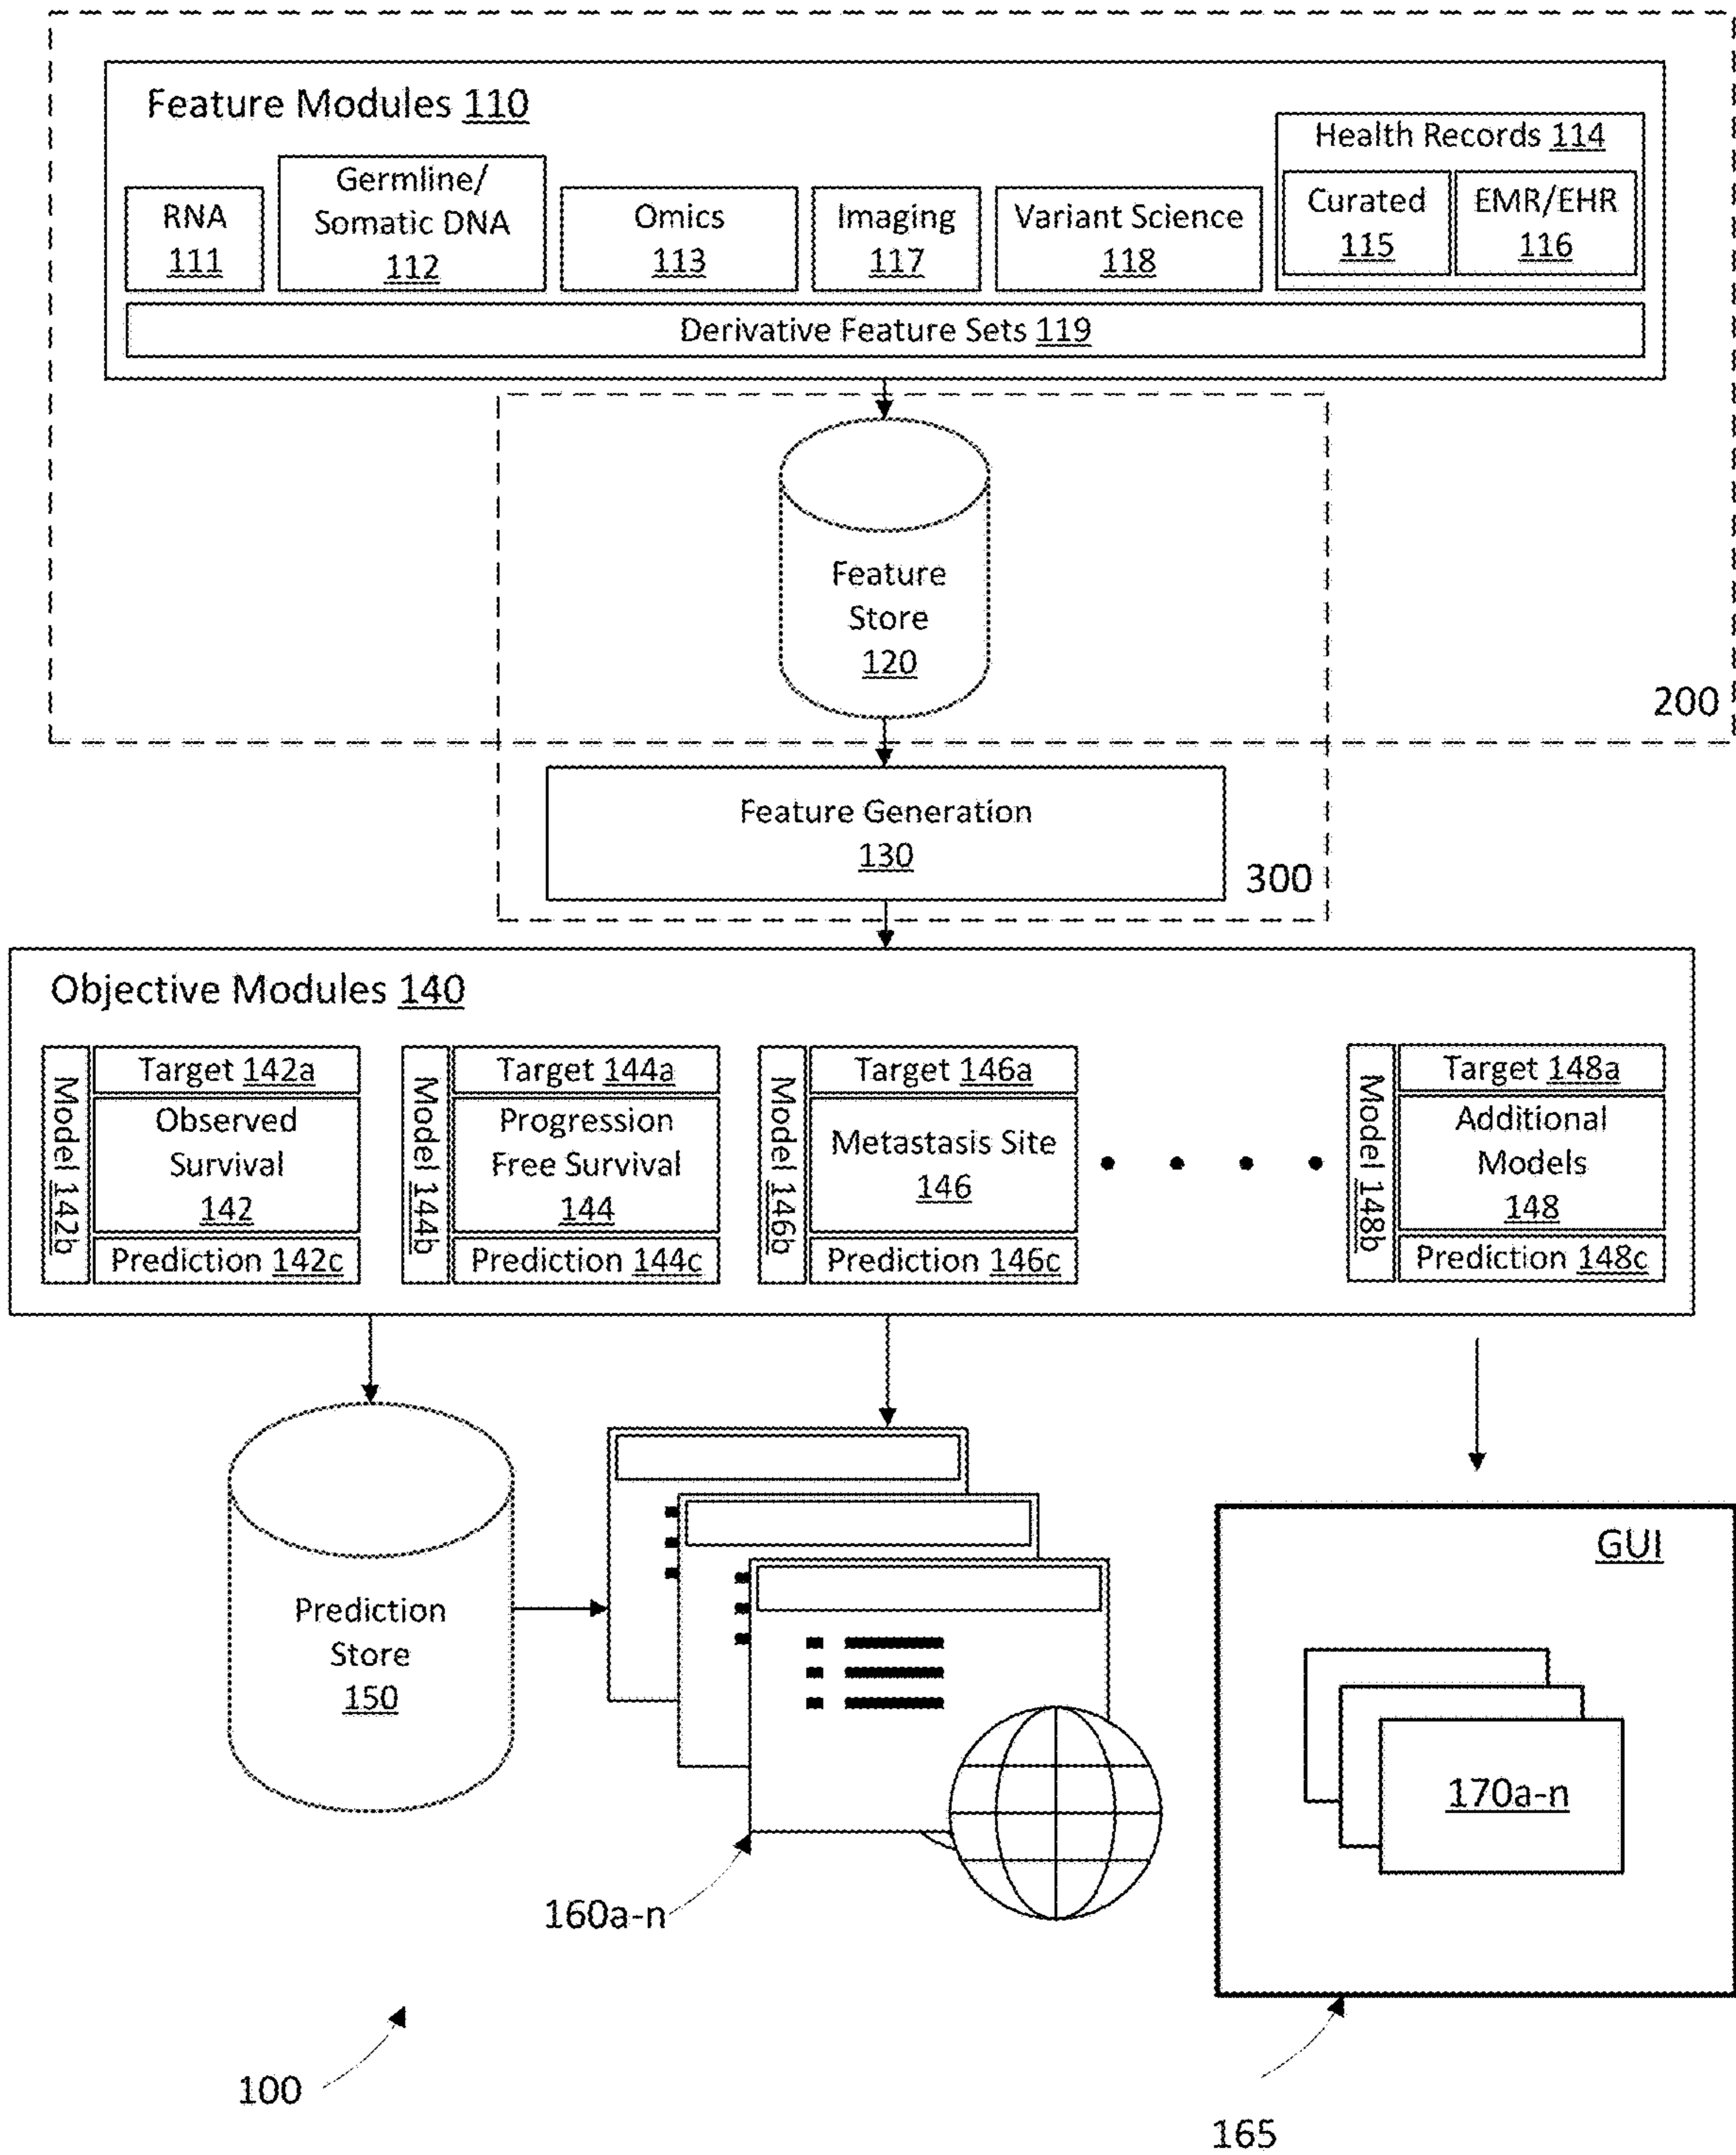 Feature Modules 110
RNA
111
Germline/
Somatic DNA
112
Omics
113
Imaging
117
Variant Science
118
Health Records 114
Curated
115
EMR/EHR
116
Derivative Feature Sets 119
Feature
Store
120
200
Feature Generation
130
300
Objective Modules 140
Model 142b
Target 142a
Observed
Survival
142
Prediction 142c
Model 144b
Target 144a
Progression
Free Survival
144
Prediction 144c
Model 146b
Target 146a
Metastasis Site
146
Prediction 146c
Model 148b
Target 148a
Additional
Models
148
Prediction 148c
Prediction
Store
150
160a-n
GUI
170a-n
100
165